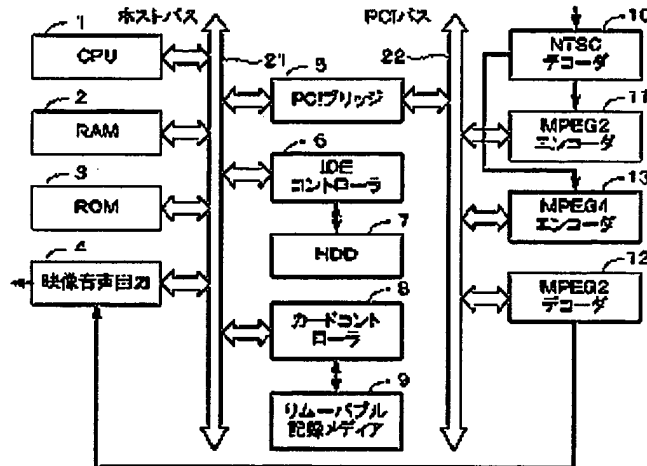 ホストバス
PCIバス
1
CPU
21
22
10
NTSC
デコーダ
5
PCIブリッジ
11
MPEG2
エンコーダ
2
RAM
6
IDE
コントローラ
3
ROM
13
MPEG4
エンコーダ
7
HDD
4
映像音声出力
12
MPEG2
デコーダ
8
カードコント
ローラ
9
リムーバブル
記録メディア